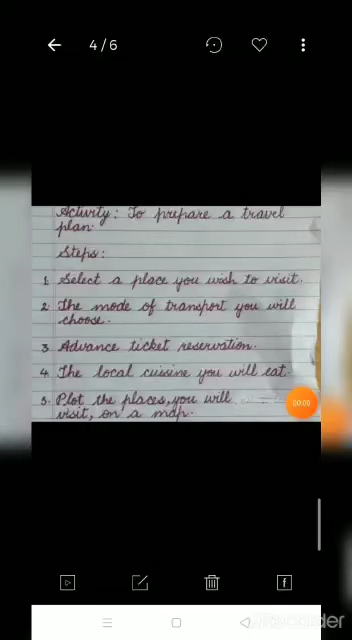 4/6
Activity: To prepare a travel
plan.
Steps:
1. Select a place you wish to visit.
2. The mode of transport you will
choose.
3. Advance ticket reservation.
4. The local cuisine you will eat.
5. Plot the places, you will
visit, on a map.
00:09